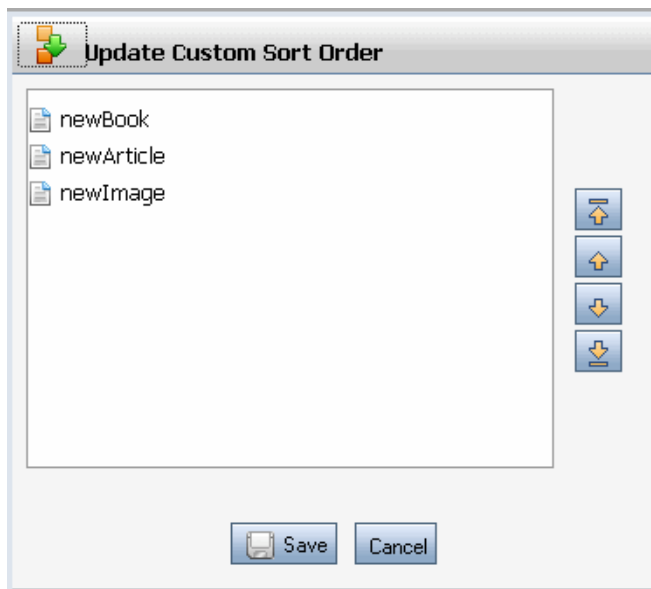 Update Custom Sort Order
newBook
newArticle
newImage
Save
Cancel